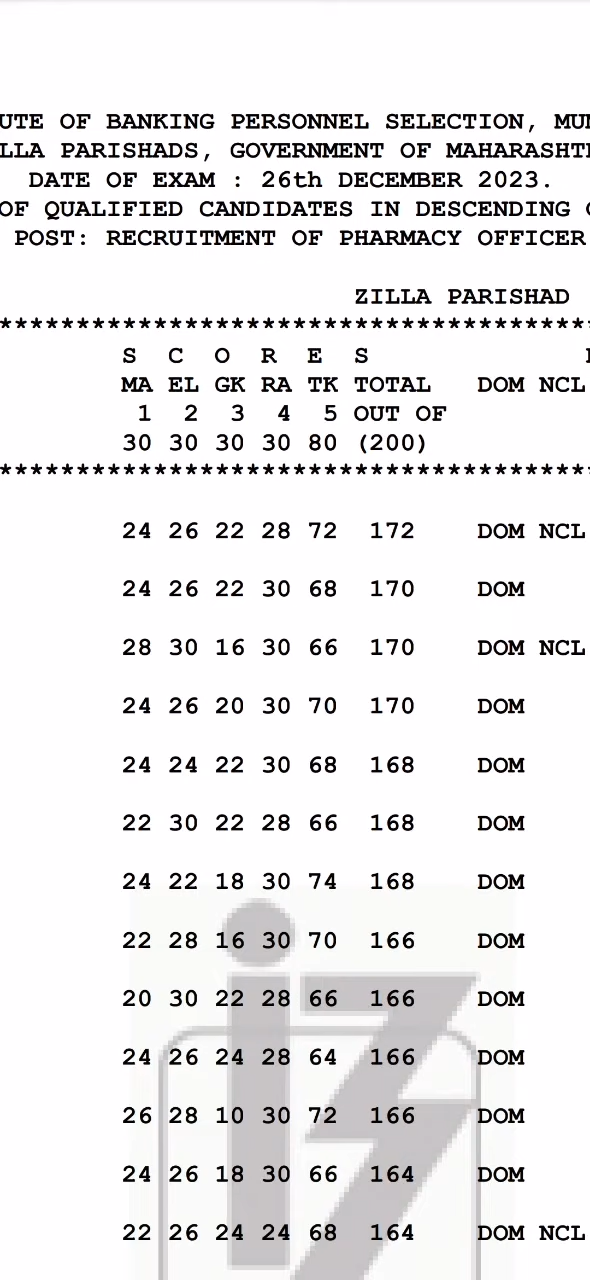 UTE OF BANKING PERSONNEL SELECTION, MU
LLA PARISHADS, GOVERNMENT OF MAHARASHT
DATE OF EXAM : 26th DECEMBER 2023.
OF QUALIFIED CANDIDATES IN DESCENDING
POST: RECRUITMENT OF PHARMACY OFFICER
ZILLA PARISHAD
************************************************
S C O R E S
MA EL GK RA TK TOTAL DOM NCL
1 2 3 4 5 OUT OF
30 30 30 30 80 (200)
************************************************
24 26 22 28 72 172 DOM NCL
24 26 22 30 68 170 DOM
28 30 16 30 66 170 DOM NCL
24 26 20 30 70 170 DOM
24 24 22 30 68 168 DOM
22 30 22 28 66 168 DOM
24 22 18 30 74 168 DOM
22 28 16 30 70 166 DOM
20 30 22 28 66 166 DOM
24 26 24 28 64 166 DOM
26 28 10 30 72 166 DOM
24 26 18 30 66 164 DOM
22 26 24 24 68 164 DOM NCL